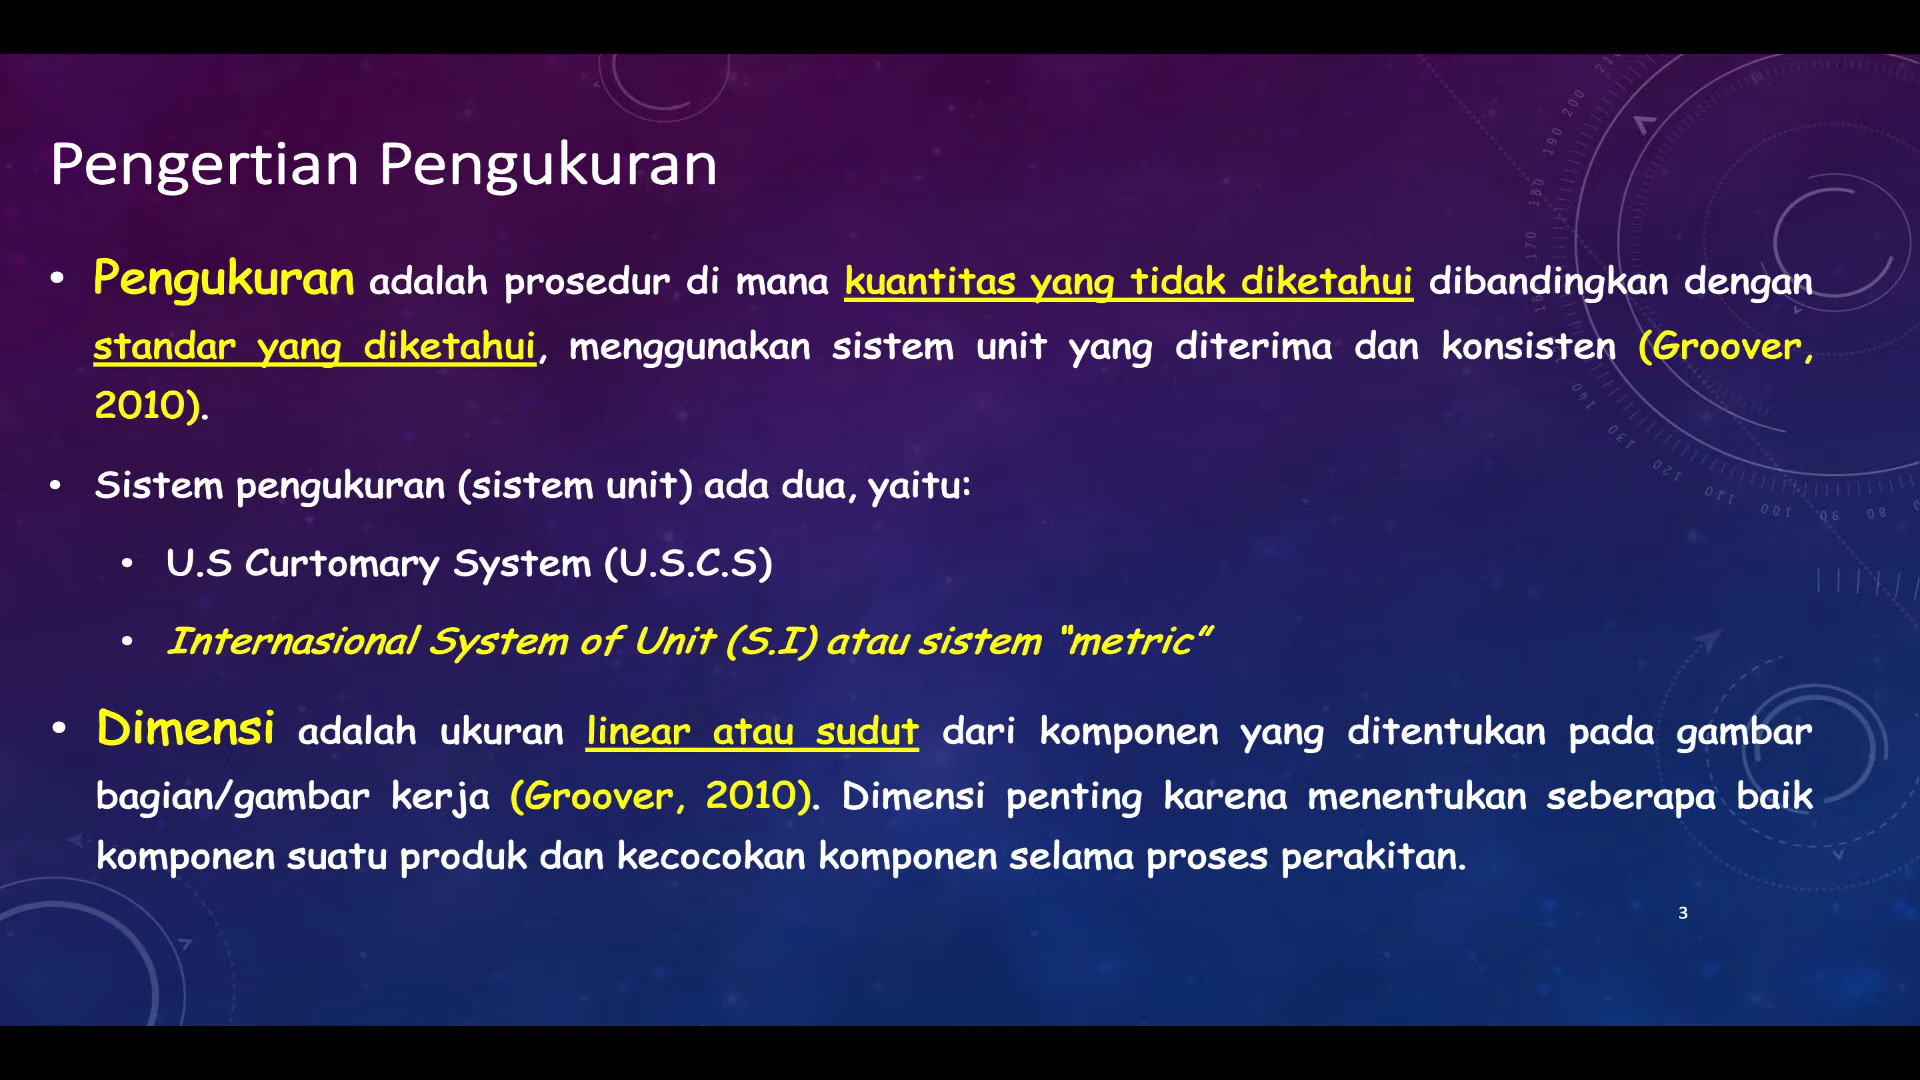 Pengertian Pengukuran
• Pengukuran adalah prosedur di mana kuantitas yang tidak diketahui dibandingkan dengan
standar yang diketahui, menggunakan sistem unit yang diterima dan konsisten (Groover,
2010).
• Sistem pengukuran (sistem unit) ada dua, yaitu:
• U.S Curtomary System (U.S.C.S)
• Internasional System of Unit (S.I) atau sistem “metric”
• Dimensi adalah ukuran linear atau sudut dari komponen yang ditentukan pada gambar
bagian/gambar kerja (Groover, 2010). Dimensi penting karena menentukan seberapa baik
komponen suatu produk dan kecocokan komponen selama proses perakitan.
3